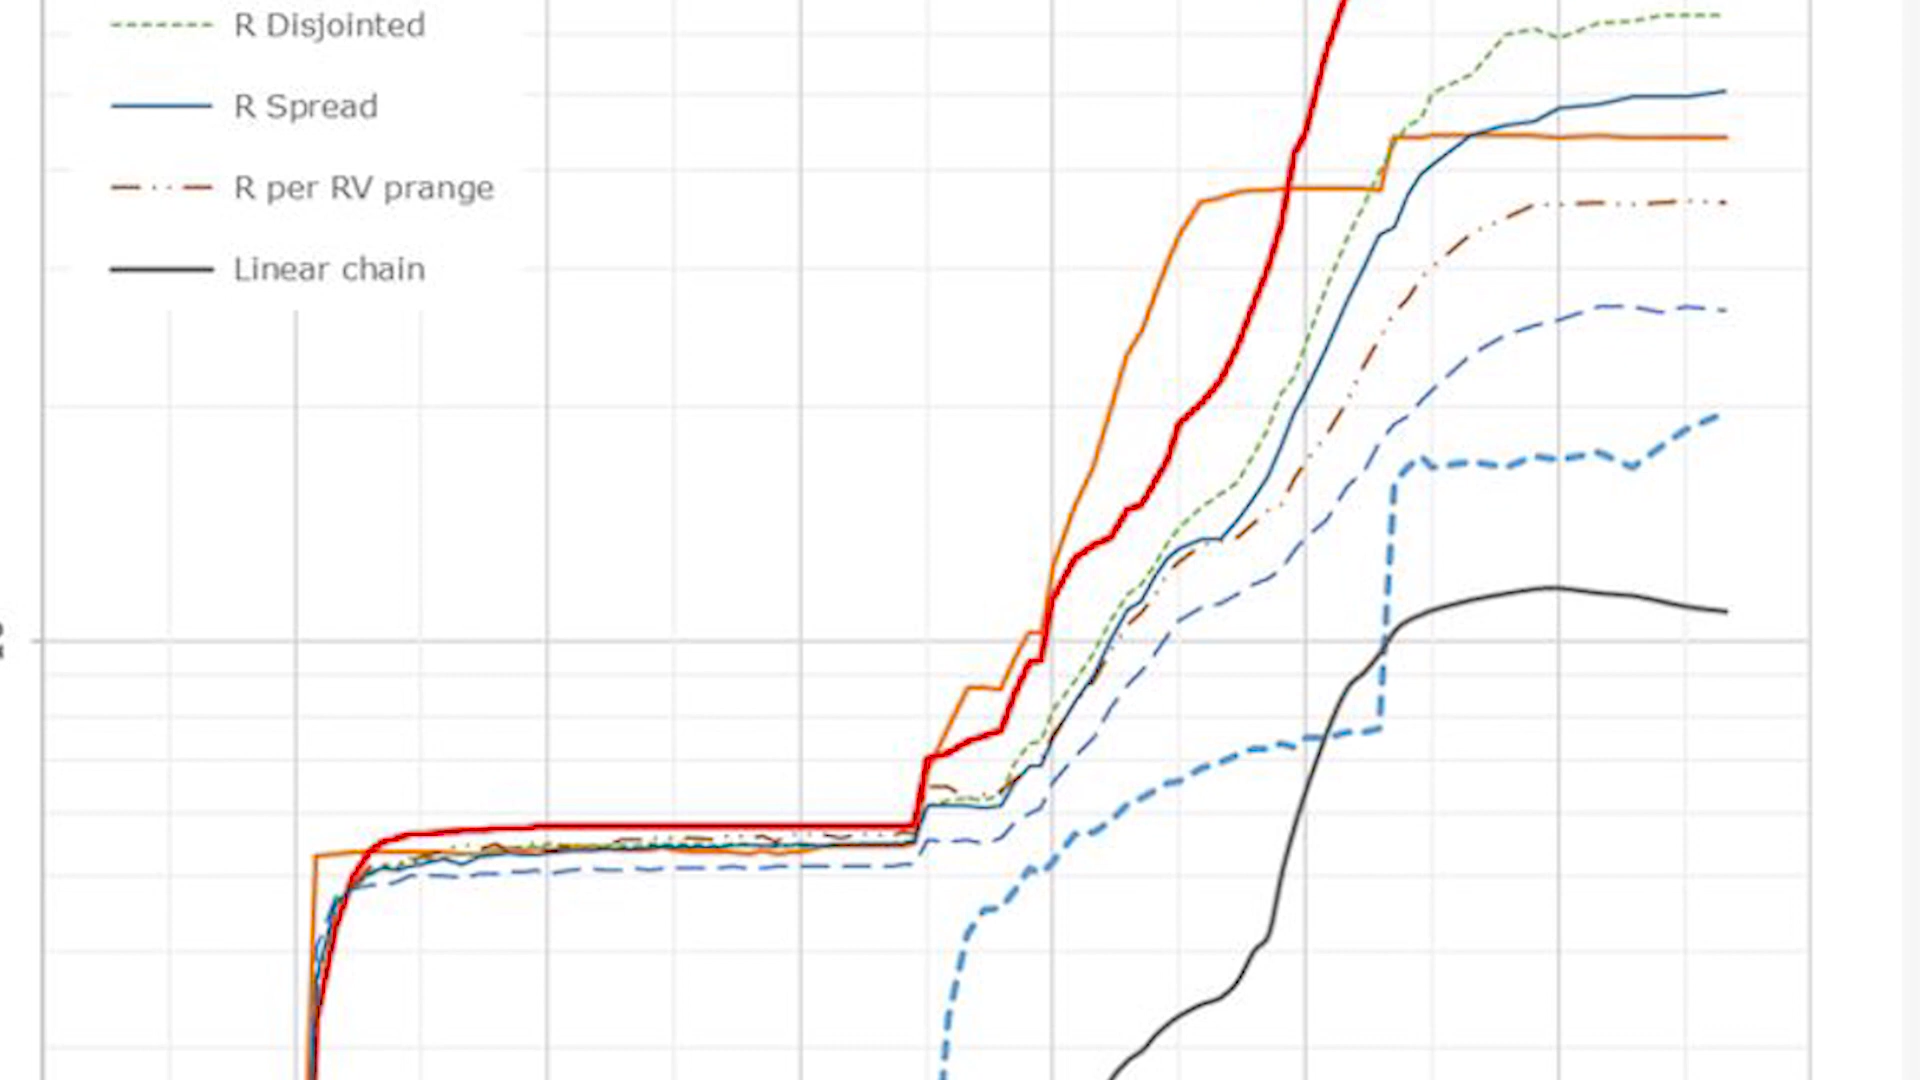 R Disjointed
R Spread
R per RV prange
Linear chain